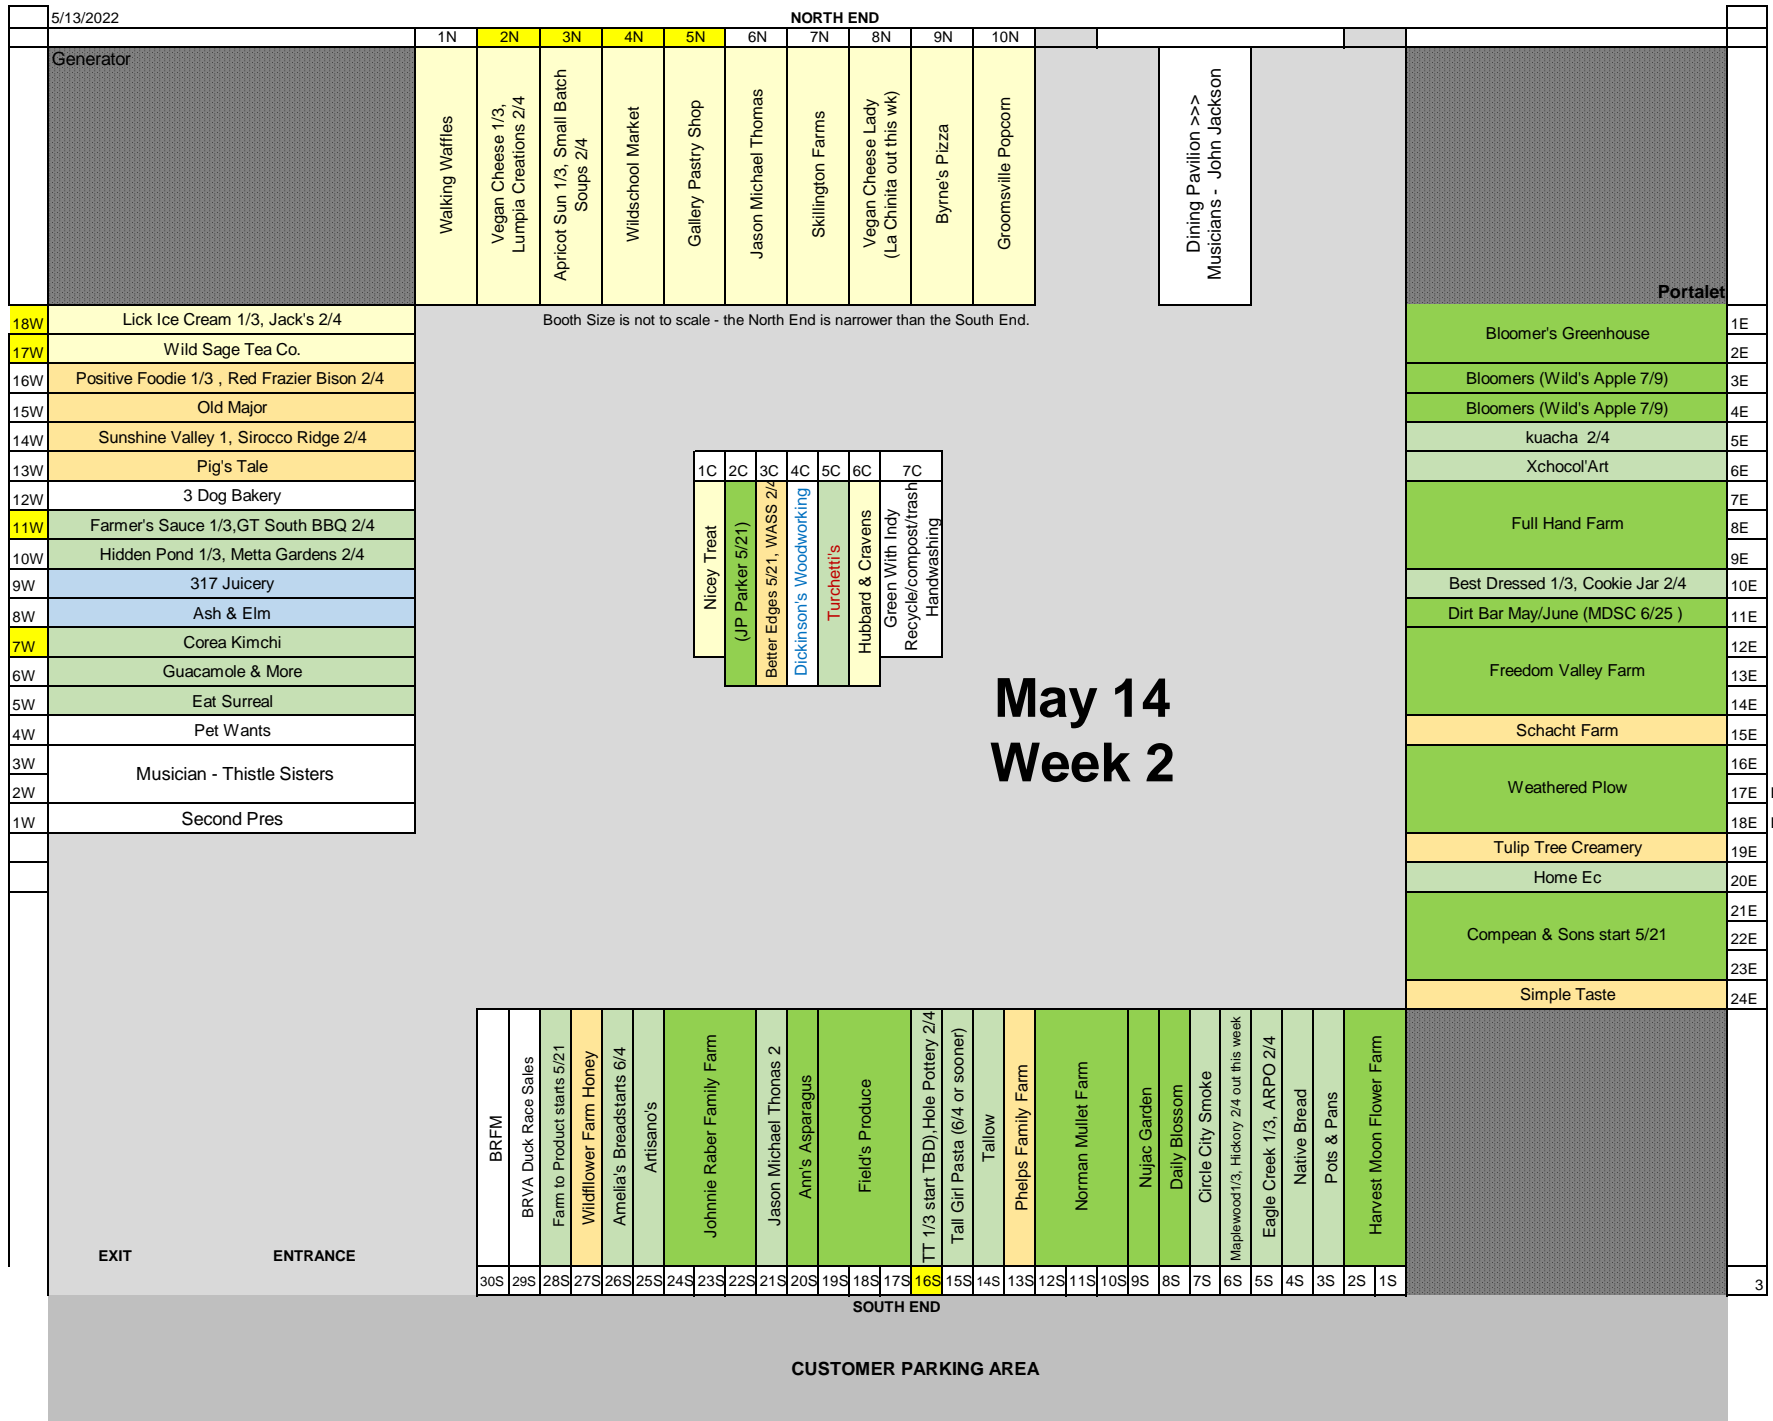 5/13/2022
NORTH END
1N
2N
3N
4N
5N
6N
7N
8N
9N
10N
Generator
Walking Waffles
Vegan Cheese 1/3,
Lumpia Creations 2/4
Apricot Sun 1/3, Small Batch
Soups 2/4
Wildschool Market
Gallery Pastry Shop
Jason Michael Thomas
Skillington Farms
Vegan Cheese Lady
(La Chinita out this wk)
Byrne's Pizza
Groomsville Popcorn
Dining Pavilion >>>
Musicians - John Jackson
Portalet
Booth Size is not to scale - the North End is narrower than the South End.
18W Lick Ice Cream 1/3, Jack's 2/4
17W Wild Sage Tea Co.
16W Positive Foodie 1/3 , Red Frazier Bison 2/4
15W Old Major
14W Sunshine Valley 1, Sirocco Ridge 2/4
13W Pig's Tale
12W 3 Dog Bakery
11W Farmer's Sauce 1/3,GT South BBQ 2/4
10W Hidden Pond 1/3, Metta Gardens 2/4
9W 317 Juicery
8W Ash & Elm
7W Corea Kimchi
6W Guacamole & More
5W Eat Surreal
4W Pet Wants
3W
Musician - Thistle Sisters
2W
1W Second Pres
1C
2C
3C
4C
5C
6C
7C
Nicey Treat
(JP Parker 5/21)
Better Edges 5/21, WASS 2/4
Dickinson's Woodworking
Turchetti's
Hubbard & Cravens
Green With Indy
Recycle/compost/trash
Handwashing
May 14
Week 2
Bloomer's Greenhouse
1E
2E
Bloomers (Wild's Apple 7/9) 3E
Bloomers (Wild's Apple 7/9) 4E
kuacha 2/4 5E
Xchocol'Art 6E
7E
Full Hand Farm 8E
9E
Best Dressed 1/3, Cookie Jar 2/4 10E
Dirt Bar May/June (MDSC 6/25 ) 11E
12E
Freedom Valley Farm 13E
14E
Schacht Farm 15E
16E
Weathered Plow 17E
18E
Tulip Tree Creamery 19E
Home Ec 20E
21E
Compean & Sons start 5/21 22E
23E
Simple Taste 24E
BRFM
BRVA Duck Race Sales
Farm to Product starts 5/21
Wildfllower Farm Honey
Amelia's Breadstarts 6/4
Artisano's
Johnnie Raber Family Farm
Jason Michael Thonas 2
Ann's Asparagus
Field's Produce
TT 1/3 start TBD),Hole Pottery 2/4
Tall Girl Pasta (6/4 or sooner)
Tallow
Phelps Family Farm
Norman Mullet Farm
Nujac Garden
Daily Blossom
Circle City Smoke
Maplewood1/3, Hickory 2/4 out this week
Eagle Creek 1/3, ARPO 2/4
Native Bread
Pots & Pans
Harvest Moon Flower Farm
EXIT
ENTRANCE
30S
29S
28S
27S
26S
25S
24S
23S
22S
21S
20S
19S
18S
17S
16S
15S
14S
13S
12S
11S
10S
9S
8S
7S
6S
5S
4S
3S
2S
1S
3
SOUTH END
CUSTOMER PARKING AREA